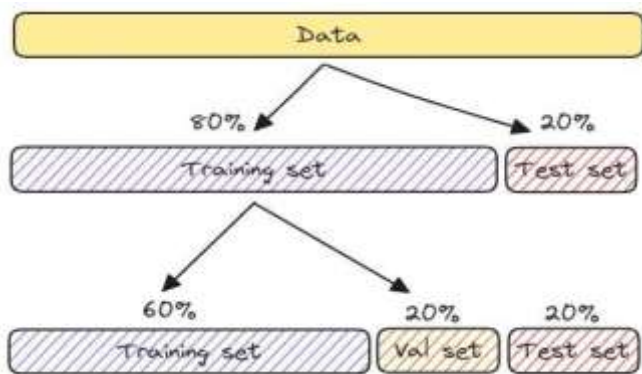 Data
80% 20%
Training set Test set
60% 20% 20%
Training set Val set Test set